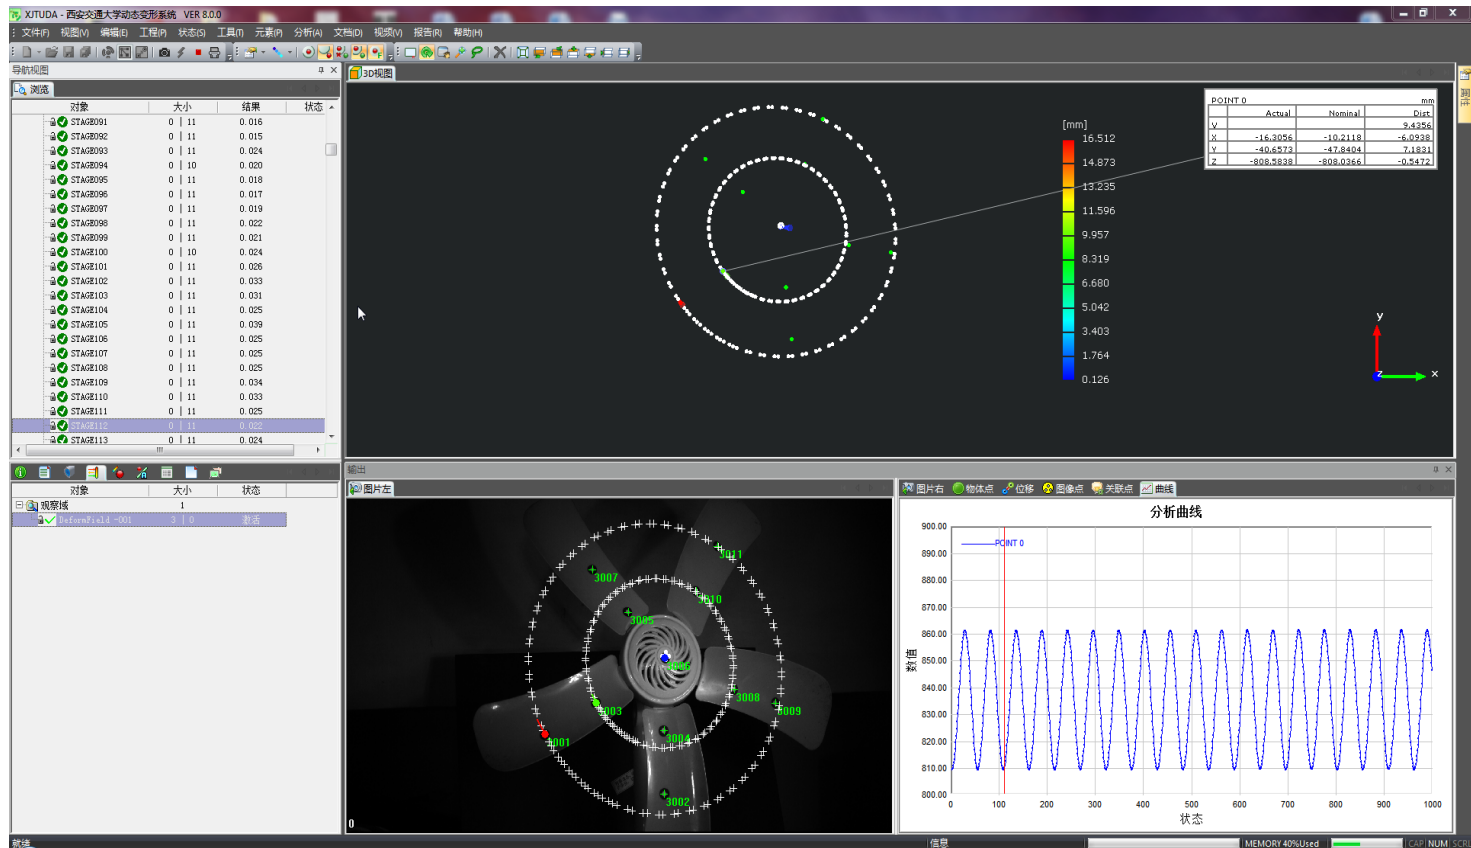 XJTUDA - 西安交通大学动态变形系统 VER 8.0.0
文件(F) 视图(V) 编辑(E) 工程(P) 状态(S) 工具(T) 元素(P) 分析(A) 文档(D) 视频(V) 报告(R) 帮助(H)
导航视图
浏览
对象 大小 结果 状态
STAGE091 0 | 11 0.016
STAGE092 0 | 11 0.015
STAGE093 0 | 11 0.024
STAGE094 0 | 10 0.020
STAGE095 0 | 11 0.018
STAGE096 0 | 11 0.017
STAGE097 0 | 11 0.019
STAGE098 0 | 11 0.022
STAGE099 0 | 11 0.021
STAGE100 0 | 10 0.024
STAGE101 0 | 11 0.026
STAGE102 0 | 11 0.033
STAGE103 0 | 11 0.031
STAGE104 0 | 11 0.025
STAGE105 0 | 11 0.039
STAGE106 0 | 11 0.025
STAGE107 0 | 11 0.025
STAGE108 0 | 11 0.025
STAGE109 0 | 11 0.034
STAGE110 0 | 11 0.033
STAGE111 0 | 11 0.025
STAGE112 0 | 11 0.022
STAGE113 0 | 11 0.024
3D视图
POINT 0 mm
Actual Nominal Dist
V 9.4356
X -16.3056 -10.2118 -6.0938
Y -40.6573 -47.8404 7.1831
Z -808.5838 -808.0366 -0.5472
[mm]
16.512
14.873
13.235
11.596
9.957
8.319
6.680
5.042
3.403
1.764
0.126
y
z x
属性
对象 大小 状态
观察域 1
DeformField -001 3 | 0 激活
输出
图片左
3011
3007
3010
3005
3008
3003
3009
3004
3001
3002
0
图片右 物体点 位移 图像点 关联点 曲线
分析曲线
POINT 0
900.00
890.00
880.00
870.00
860.00
850.00
840.00
830.00
820.00
810.00
800.00
数值
0 100 200 300 400 500 600 700 800 900 1000
状态
就绪 信息 MEMORY 40%Used CAP NUM SCRL